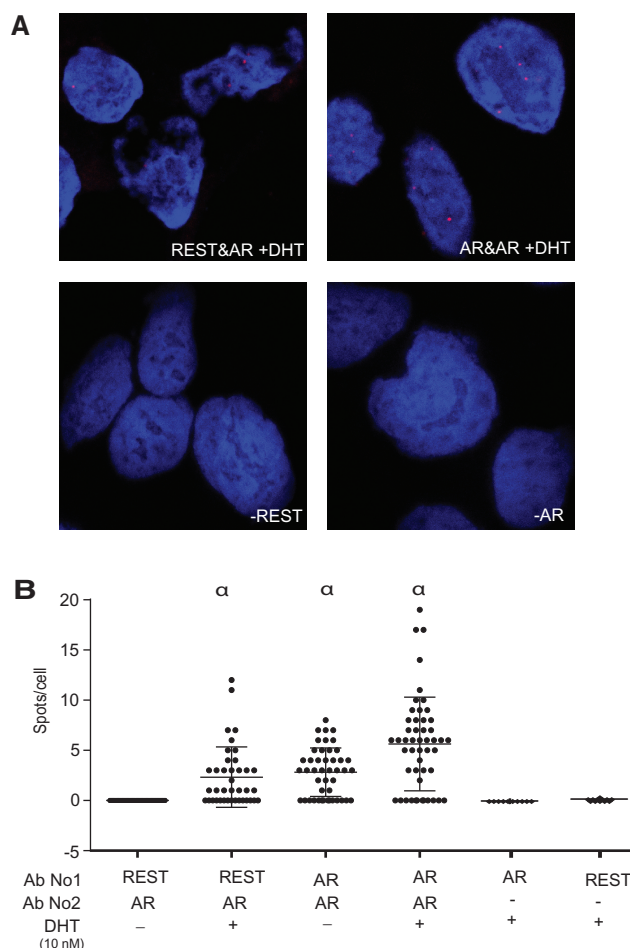 A
REST&AR +DHT
AR&AR +DHT
-REST
-AR
B
α α α
Spots/cell
20
15
10
5
0
-5
Ab No1 REST REST AR AR AR REST
Ab No2 AR AR AR AR - -
DHT – + – + + +
(10 nM)